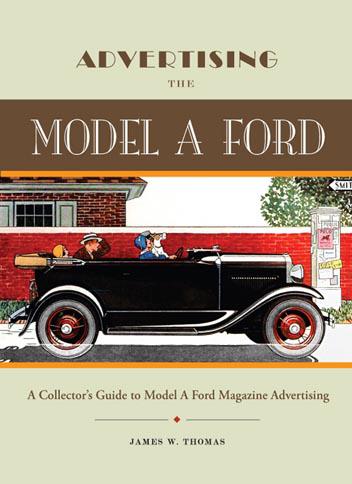 ADVERTISING
THE
MODEL A FORD
A Collector's Guide to Model A Ford Magazine Advertising
JAMES W. THOMAS